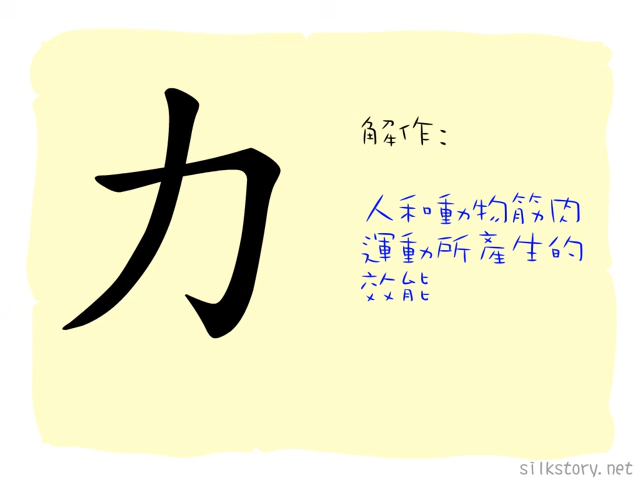 力
解作：
人和動物筋肉
運動所產生的
效能
silkstory.net